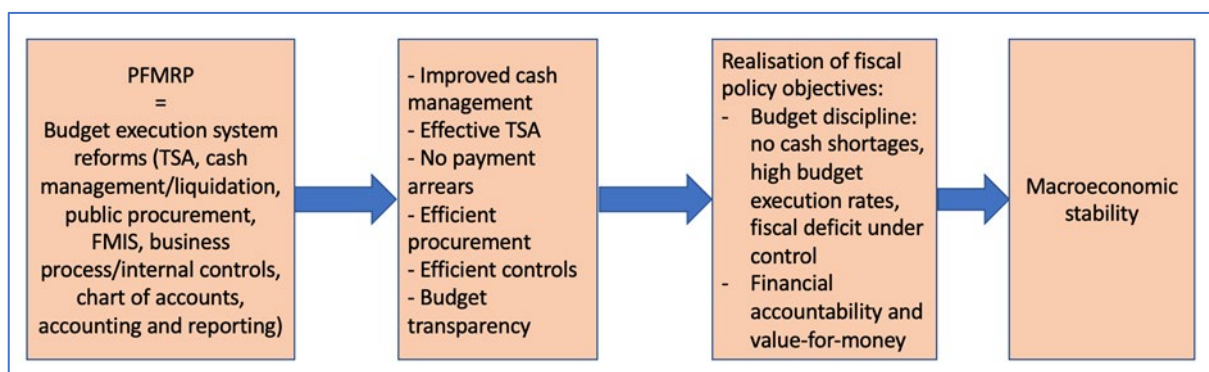 PFMRP
=
Budget execution system
reforms (TSA, cash
management/liquidation,
public procurement,
FMIS, business
process/internal controls,
chart of accounts,
accounting and reporting)
- Improved cash
management
- Effective TSA
- No payment
arrears
- Efficient
procurement
- Efficient controls
- Budget
transparency
Realisation of fiscal
policy objectives:
- Budget discipline:
no cash shortages,
high budget
execution rates,
fiscal deficit under
control
- Financial
accountability and
value-for-money
Macroeconomic
stability